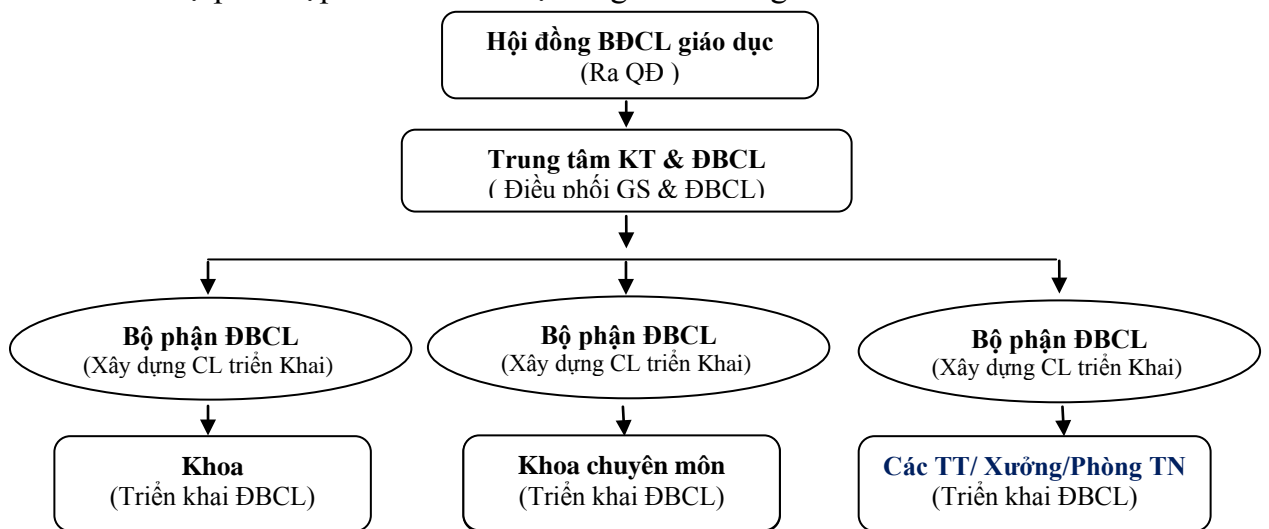 Hội đồng BĐCL giáo dục
(Ra QĐ )
Trung tâm KT & ĐBCL
( Điều phối GS & ĐBCL)
Bộ phận ĐBCL
(Xây dựng CL triển Khai)
Bộ phận ĐBCL
(Xây dựng CL triển Khai)
Bộ phận ĐBCL
(Xây dựng CL triển Khai)
Khoa
(Triển khai ĐBCL)
Khoa chuyên môn
(Triển khai ĐBCL)
Các TT/ Xưởng/Phòng TN
(Triển khai ĐBCL)